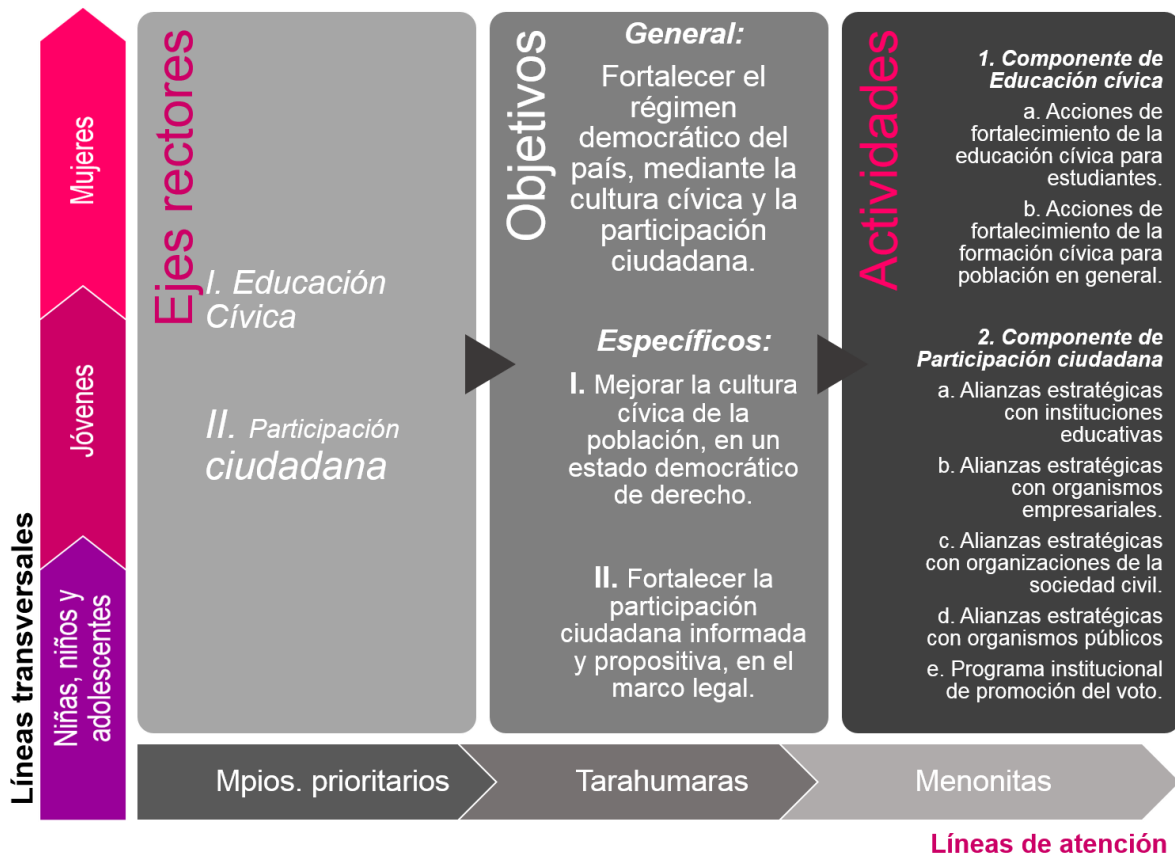 Líneas transversales
Mujeres
Jóvenes
Niñas, niños y
adolescentes
Ejes rectores
I. Educación
Cívica
II. Participación
ciudadana
Objetivos
General:
Fortalecer el
régimen
democrático del
país, mediante la
cultura cívica y la
participación
ciudadana.
Específicos:
I. Mejorar la cultura
cívica de la
población, en un
estado democrático
de derecho.
II. Fortalecer la
participación
ciudadana informada
y propositiva, en el
marco legal.
Actividades
1. Componente de
Educación cívica
a. Acciones de
fortalecimiento de la
educación cívica para
estudiantes.
b. Acciones de
fortalecimiento de la
formación cívica para
población en general.
2. Componente de
Participación ciudadana
a. Alianzas estratégicas
con instituciones
educativas
b. Alianzas estratégicas
con organismos
empresariales.
c. Alianzas estratégicas
con organizaciones de la
sociedad civil.
d. Alianzas estratégicas
con organismos públicos
e. Programa institucional
de promoción del voto.
Mpios. prioritarios
Tarahumaras
Menonitas
Líneas de atención